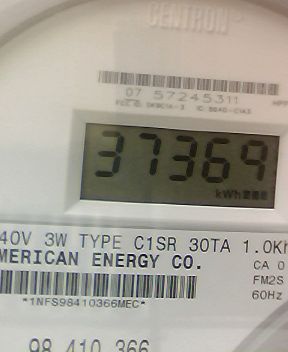 CENTRON
07 57245311
37369
kWh
40V 3W TYPE C1SR 30TA 1.0Kh
MERICAN ENERGY CO.
CA 0
FM2S
60Hz
*1NFS98410366MEC*
98 410 366